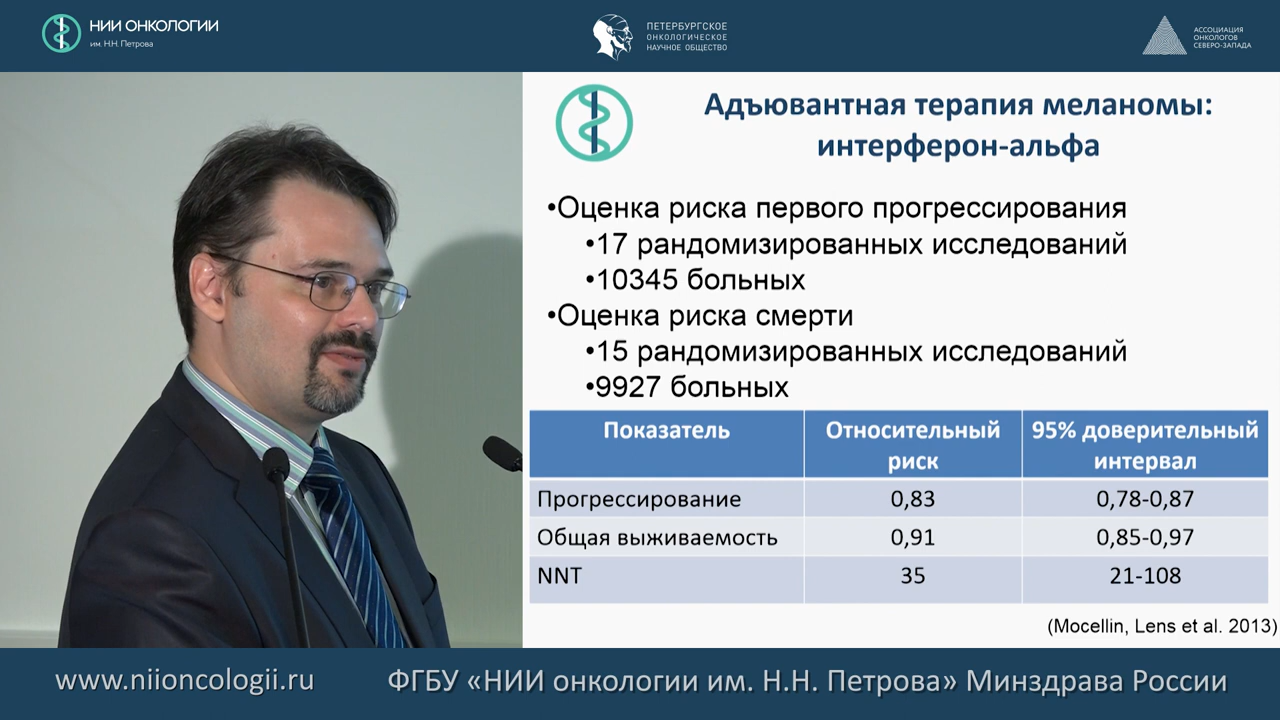 НИИ ОНКОЛОГИИ
им. Н.Н. Петрова
ПЕТЕРБУРГСКОЕ
ОНКОЛОГИЧЕСКОЕ
НАУЧНОЕ ОБЩЕСТВО
АССОЦИАЦИЯ
ОНКОЛОГОВ
СЕВЕРО-ЗАПАДА
Адъювантная терапия меланомы:
интерферон-альфа
•Оценка риска первого прогрессирования
•17 рандомизированных исследований
•10345 больных
•Оценка риска смерти
•15 рандомизированных исследований
•9927 больных
Показатель Относительный риск 95% доверительный интервал
Прогрессирование 0,83 0,78-0,87
Общая выживаемость 0,91 0,85-0,97
NNT 35 21-108
(Mocellin, Lens et al. 2013)
www.niioncologii.ru ФГБУ «НИИ онкологии им. Н.Н. Петрова» Минздрава России